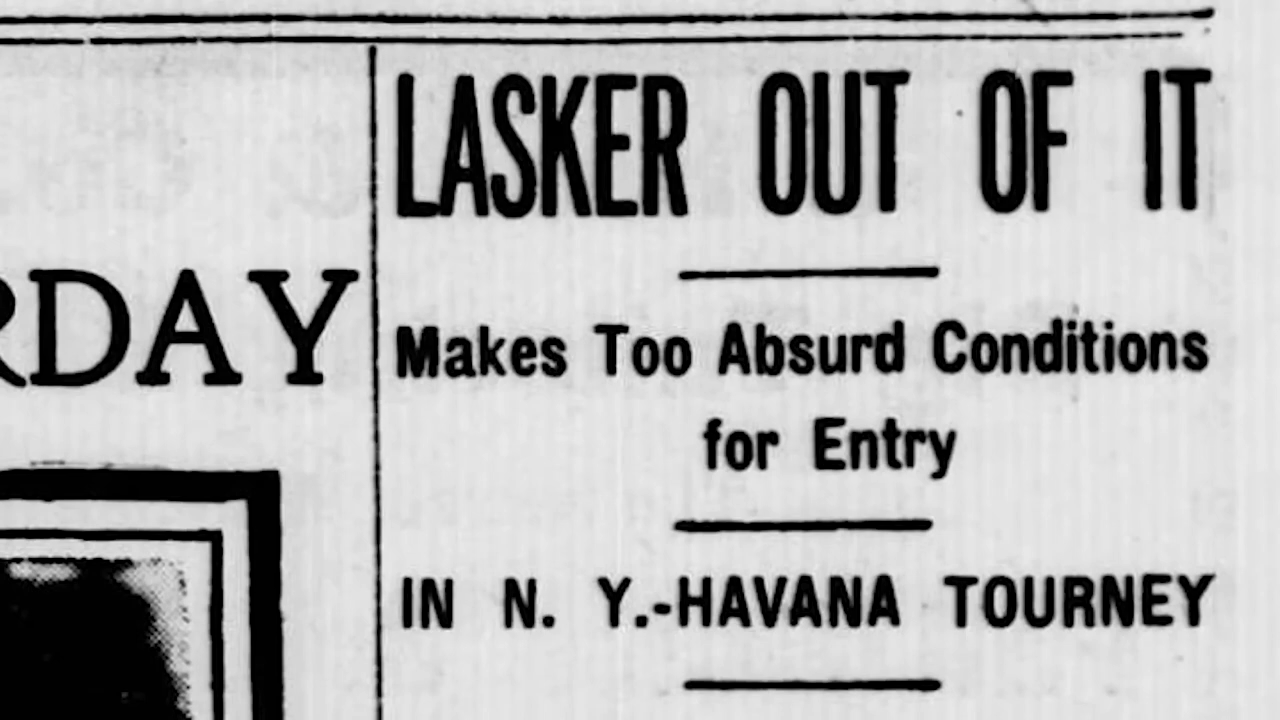 LASKER OUT OF IT
RDAY
Makes Too Absurd Conditions
for Entry
IN N. Y.-HAVANA TOURNEY